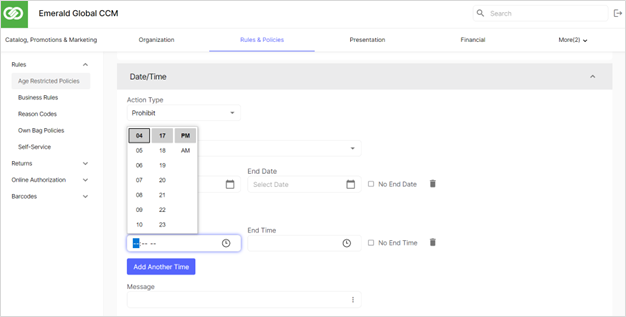 Emerald Global CCM
Search
Catalog, Promotions & Marketing
Organization
Rules & Policies
Presentation
Financial
More(2)
Rules
Age Restricted Policies
Business Rules
Reason Codes
Own Bag Policies
Self-Service
Returns
Online Authorization
Barcodes
Date/Time
Action Type
Prohibit
04 17 PM
05 18 AM
06 19
07 20
08 21
09 22
10 23
End Date
Select Date
No End Date
-- -- --
End Time
No End Time
Add Another Time
Message